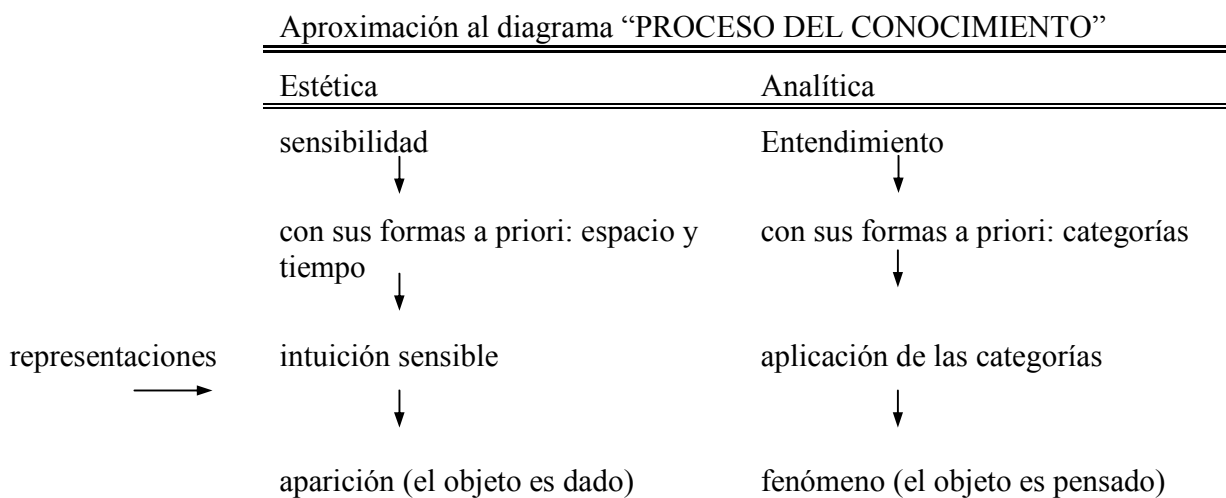 Aproximación al diagrama “PROCESO DEL CONOCIMIENTO”
Estética Analítica
sensibilidad Entendimiento
con sus formas a priori: espacio y con sus formas a priori: categorías
tiempo
representaciones intuición sensible aplicación de las categorías
aparición (el objeto es dado) fenómeno (el objeto es pensado)